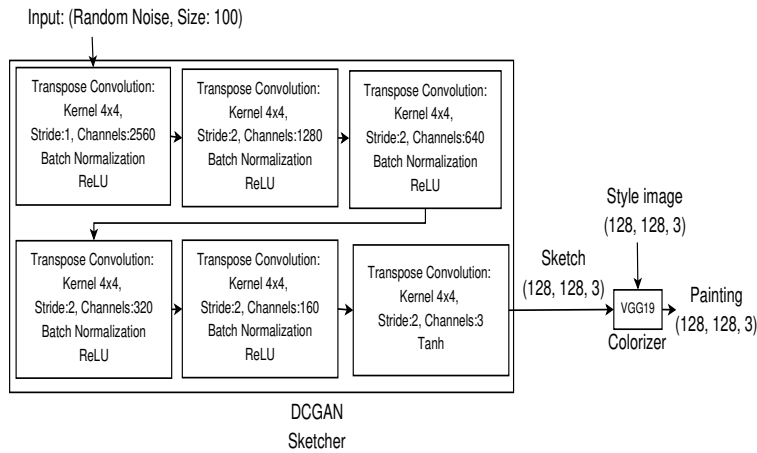 Input: (Random Noise, Size: 100)
Transpose Convolution:
Kernel 4x4,
Stride:1, Channels:2560
Batch Normalization
ReLU
Transpose Convolution:
Kernel 4x4,
Stride:2, Channels:1280
Batch Normalization
ReLU
Transpose Convolution:
Kernel 4x4,
Stride:2, Channels:640
Batch Normalization
ReLU
Transpose Convolution:
Kernel 4x4,
Stride:2, Channels:320
Batch Normalization
ReLU
Transpose Convolution:
Kernel 4x4,
Stride:2, Channels:160
Batch Normalization
ReLU
Transpose Convolution:
Kernel 4x4,
Stride:2, Channels:3
Tanh
DCGAN
Sketcher
Sketch
(128, 128, 3)
Style image
(128, 128, 3)
VGG19
Colorizer
Painting
(128, 128, 3)